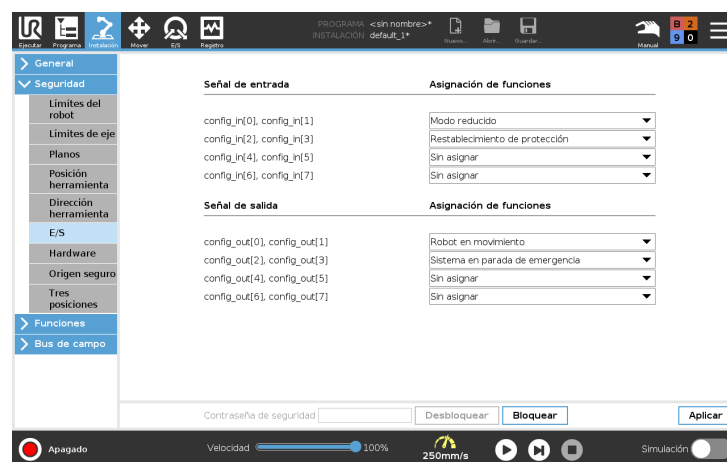 PROGRAMA <sin nombre>*
INSTALACIÓN default_1*
Ejecutar Programa Instalación Mover E/S Registro Nuevo... Abrir... Guardar... Manual
B 2
9 0
General
Seguridad
Límites del
robot
Límites de eje
Planos
Posición
herramienta
Dirección
herramienta
E/S
Hardware
Origen seguro
Tres
posiciones
Funciones
Bus de campo
Señal de entrada Asignación de funciones
config_in[0], config_in[1] Modo reducido
config_in[2], config_in[3] Restablecimiento de protección
config_in[4], config_in[5] Sin asignar
config_in[6], config_in[7] Sin asignar
Señal de salida Asignación de funciones
config_out[0], config_out[1] Robot en movimiento
config_out[2], config_out[3] Sistema en parada de emergencia
config_out[4], config_out[5] Sin asignar
config_out[6], config_out[7] Sin asignar
Contraseña de seguridad Desbloquear Bloquear Aplicar
Apagado Velocidad 100% 250mm/s Simulación